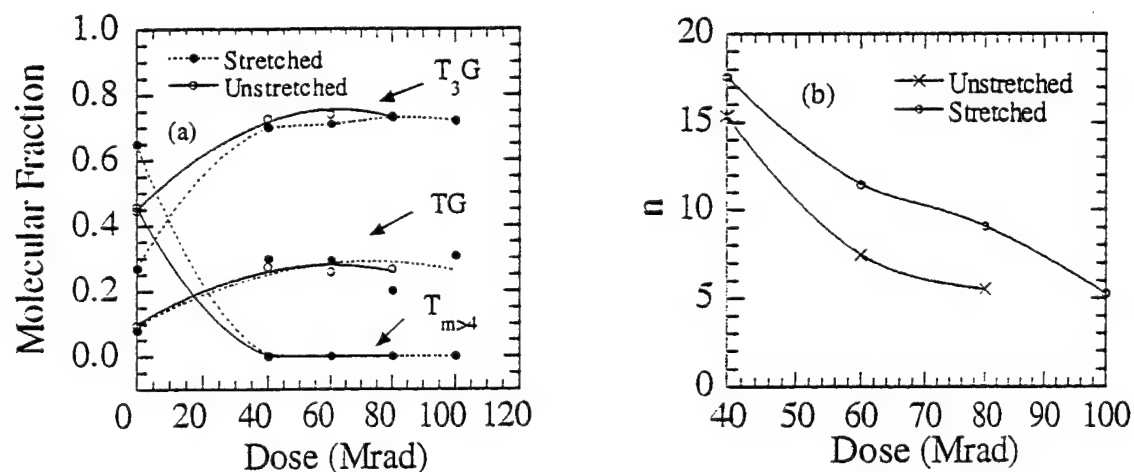 Molecular Fraction
1.0
0.8
0.6
0.4
0.2
0.0
Stretched
Unstretched
(a)
T3G
TG
Tm>4
0 20 40 60 80 100 120
Dose (Mrad)
n
20
15
10
5
0
(b)
Unstretched
Stretched
40 50 60 70 80 90 100
Dose (Mrad)